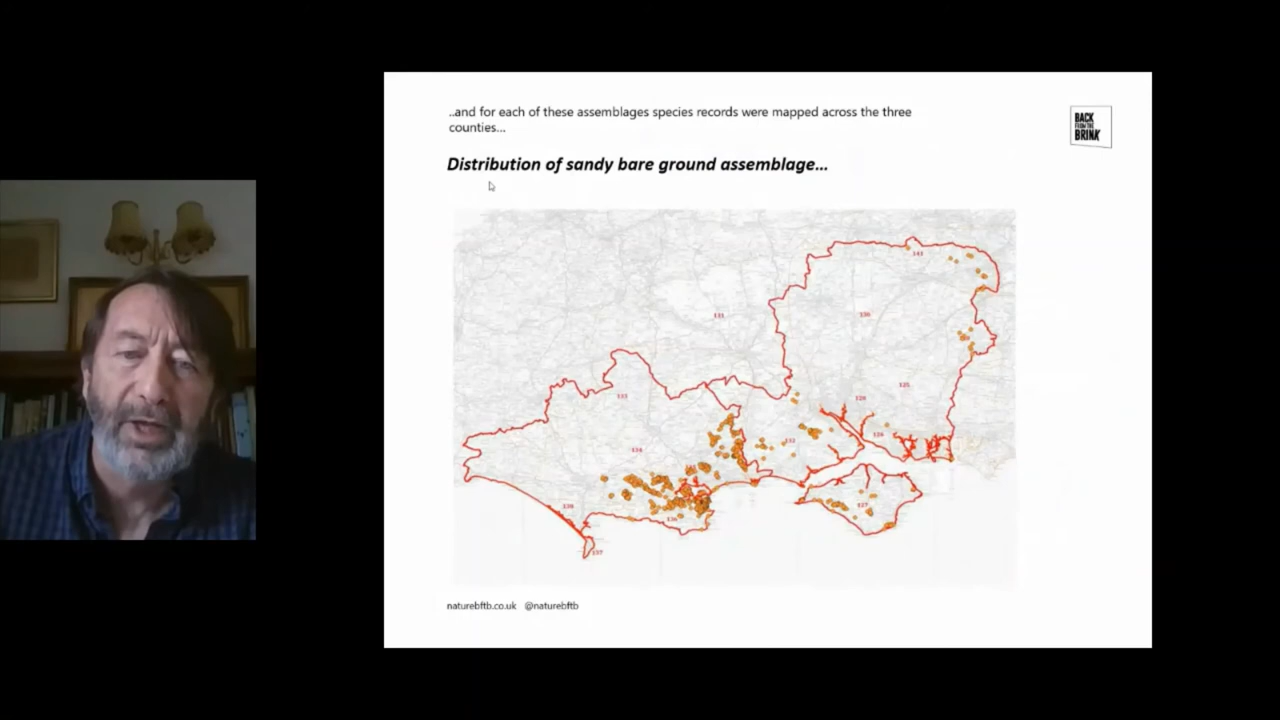 ..and for each of these assemblages species records were mapped across the three
counties...
BACK
FROM THE
BRINK
Distribution of sandy bare ground assemblage...
naturebftb.co.uk @naturebftb